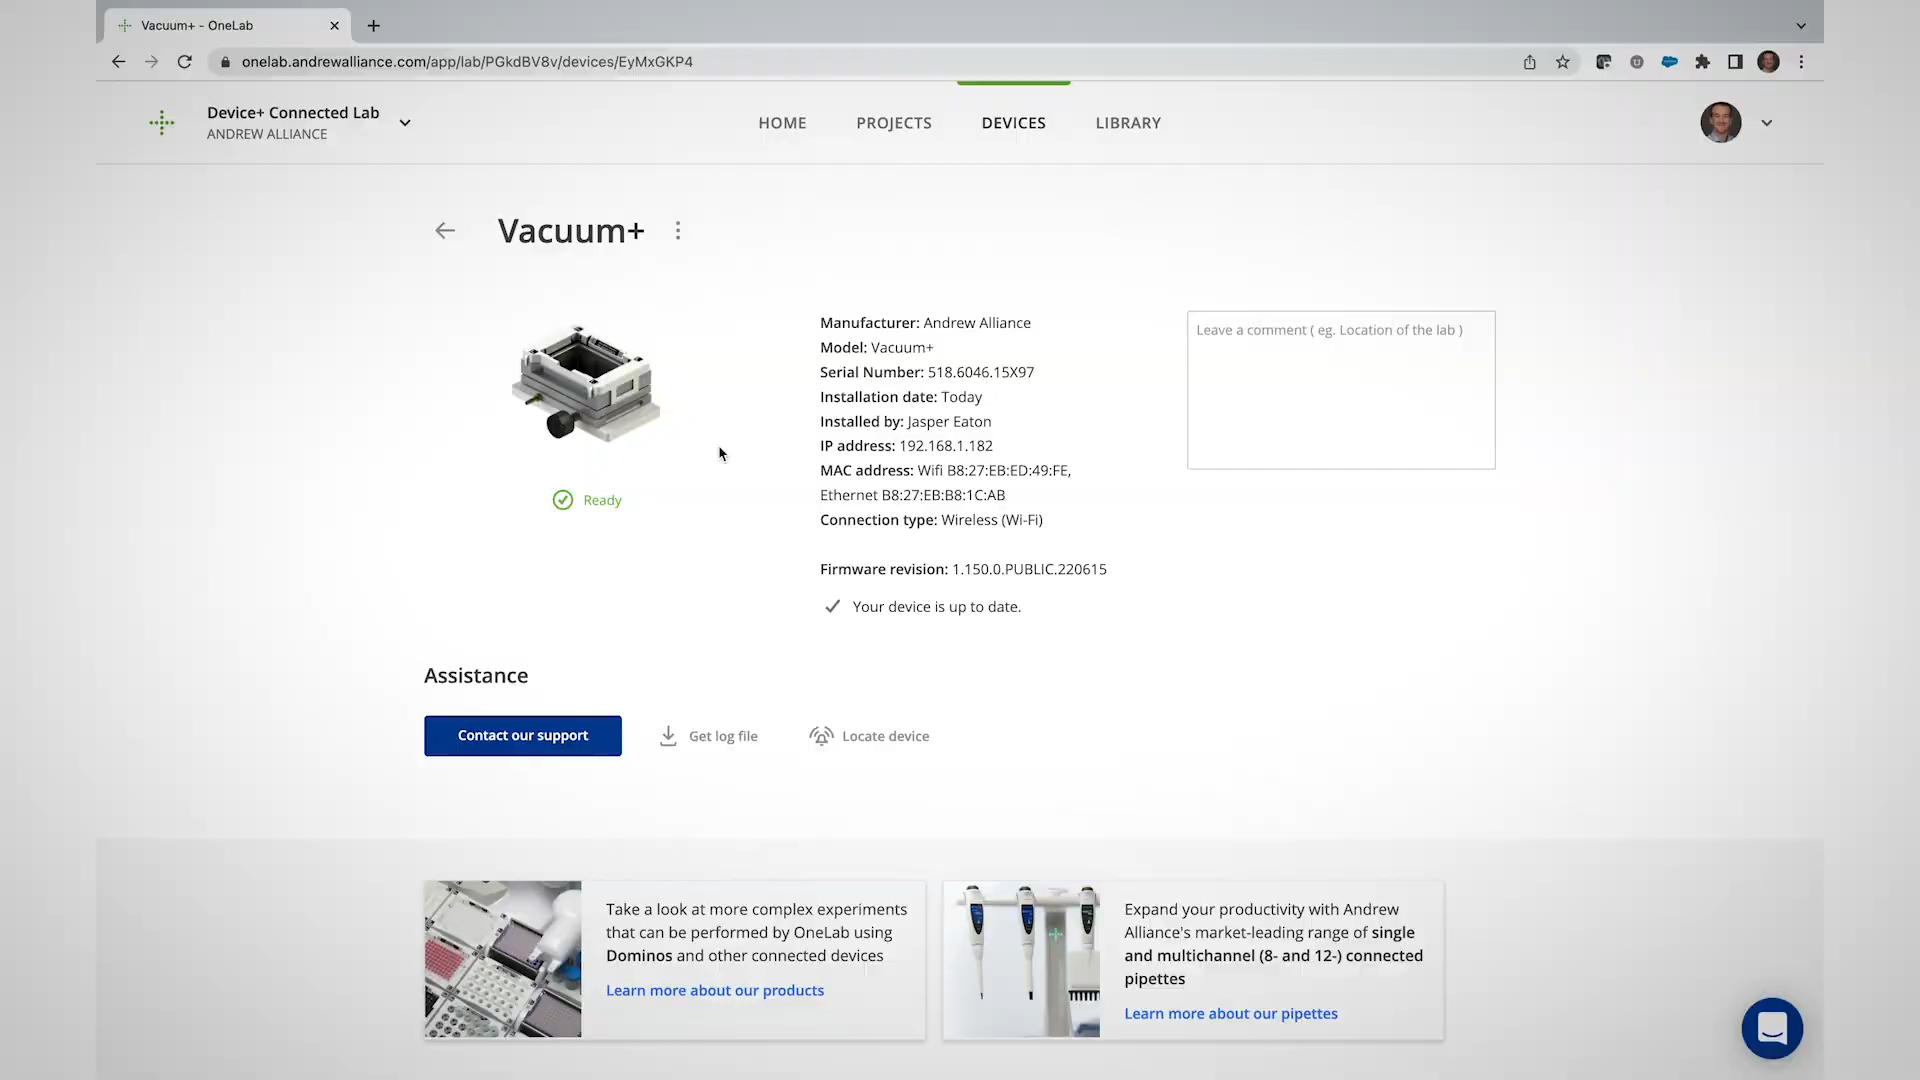 Vacuum+ - OneLab
onelab.andrewalliance.com/app/lab/PGkdBV8v/devices/EyMxGKP4
Device+ Connected Lab
ANDREW ALLIANCE
HOME
PROJECTS
DEVICES
LIBRARY
Vacuum+
Ready
Manufacturer: Andrew Alliance
Model: Vacuum+
Serial Number: 518.6046.15X97
Installation date: Today
Installed by: Jasper Eaton
IP address: 192.168.1.182
MAC address: Wifi B8:27:EB:ED:49:FE,
Ethernet B8:27:EB:B8:1C:AB
Connection type: Wireless (Wi-Fi)
Firmware revision: 1.150.0.PUBLIC.220615
Your device is up to date.
Leave a comment ( eg. Location of the lab )
Assistance
Contact our support
Get log file
Locate device
Take a look at more complex experiments
that can be performed by OneLab using
Dominos and other connected devices
Learn more about our products
Expand your productivity with Andrew
Alliance's market-leading range of single
and multichannel (8- and 12-) connected
pipettes
Learn more about our pipettes